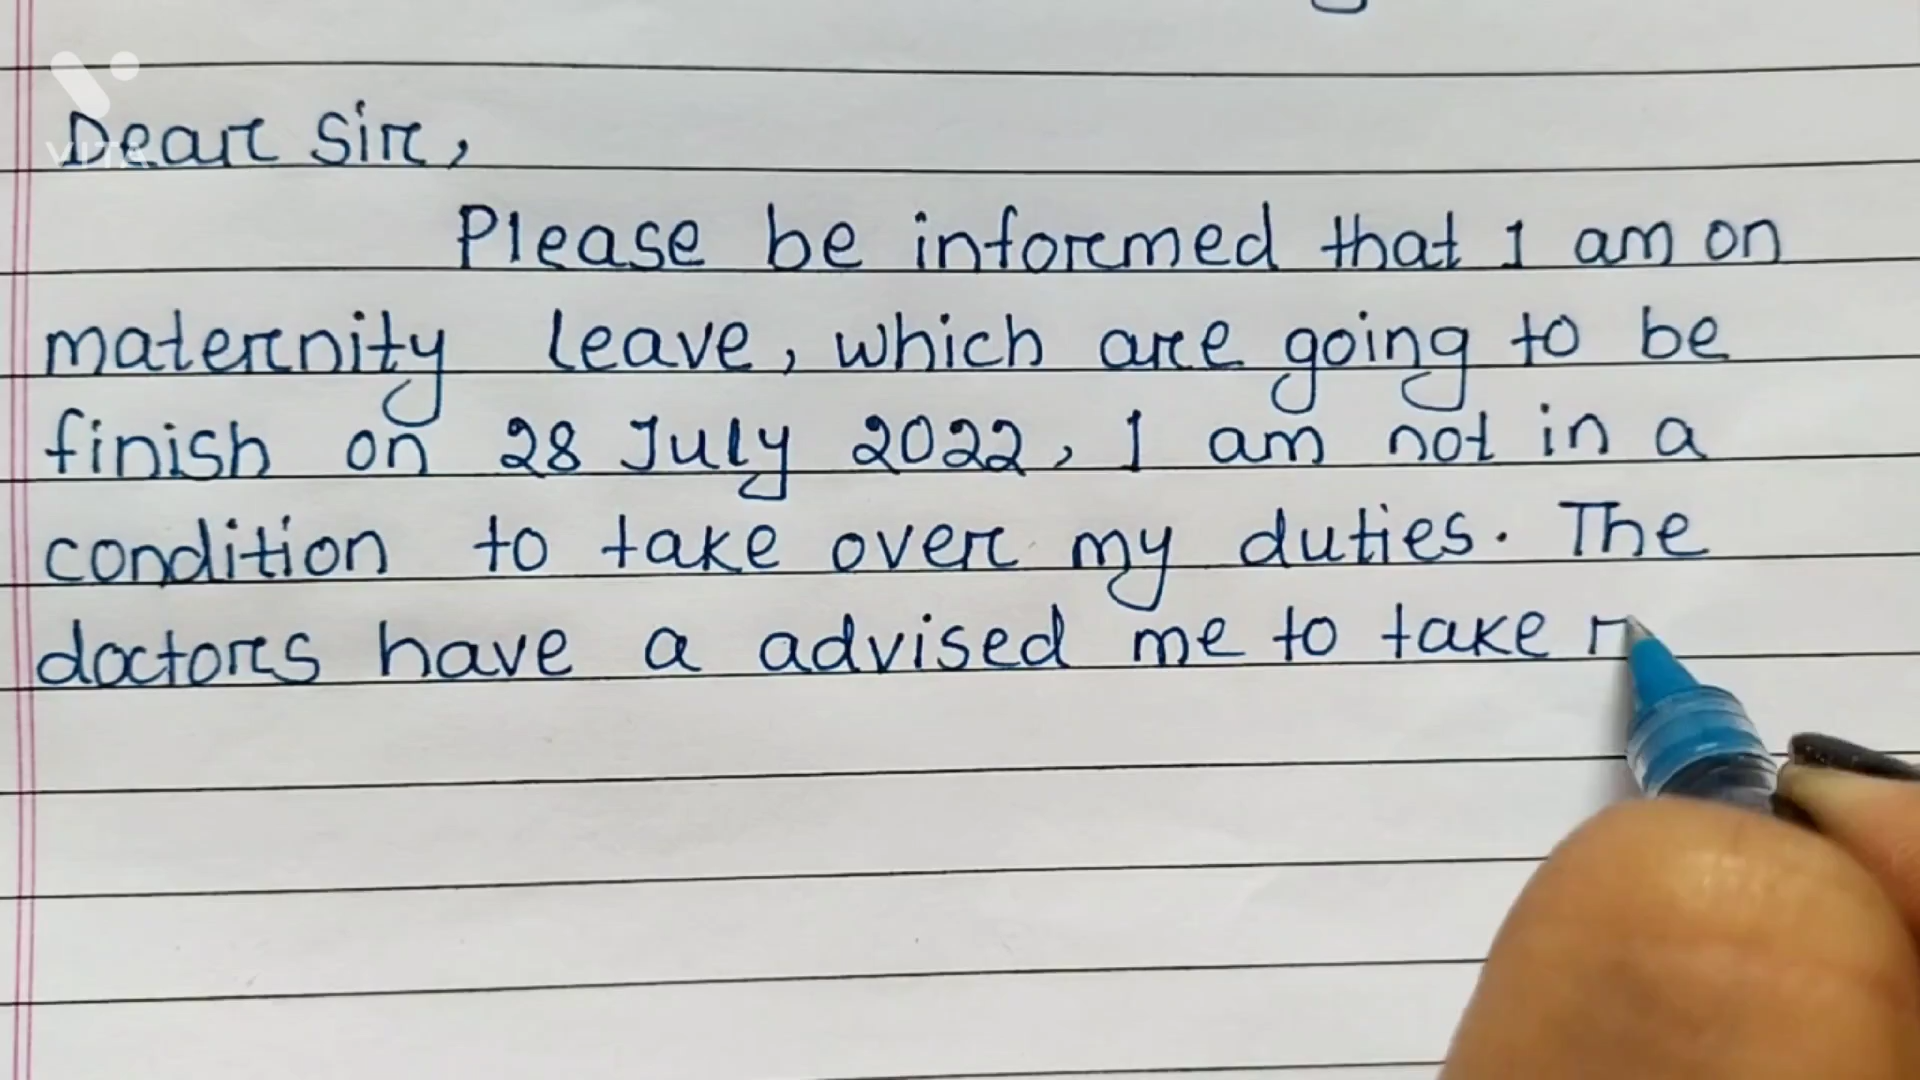 VITA
Dear Sir,
Please be informed that I am on
maternity leave, which are going to be
finish on 28 July 2022, I am not in a
condition to take over my duties. The
doctors have a advised me to take